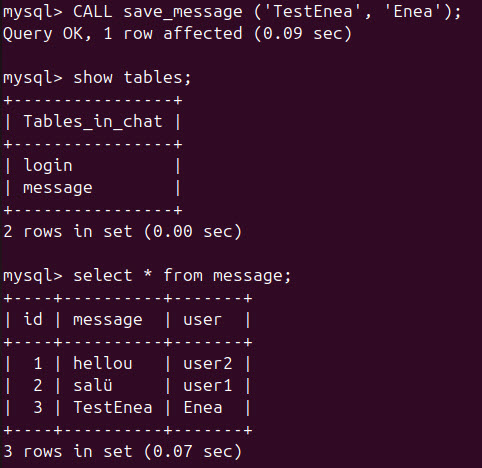 mysql> CALL save_message ('TestEnea', 'Enea');
Query OK, 1 row affected (0.09 sec)

mysql> show tables;
+----------------+
| Tables_in_chat |
+----------------+
| login          |
| message        |
+----------------+
2 rows in set (0.00 sec)

mysql> select * from message;
+----+----------+-------+
| id | message  | user  |
+----+----------+-------+
|  1 | hellou   | user2 |
|  2 | salü     | user1 |
|  3 | TestEnea | Enea  |
+----+----------+-------+
3 rows in set (0.07 sec)